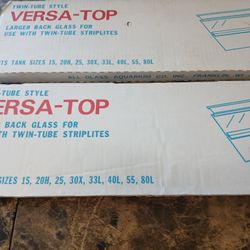 TWIN-TUBE STYLE
VERSA-TOP
LARGER BACK GLASS FOR
USE WITH TWIN-TUBE STRIPLITES
TANK SIZES 15, 20H, 25, 30X, 33L, 40L, 55, 80L
ALL GLASS AQUARIUM CO. INC., FRANKLIN,
-TUBE STYLE
ERSA-TOP
BACK GLASS FOR
WITH TWIN-TUBE STRIPLITES
SIZES 15, 20H, 25, 30X, 33L, 40L, 55, 80L